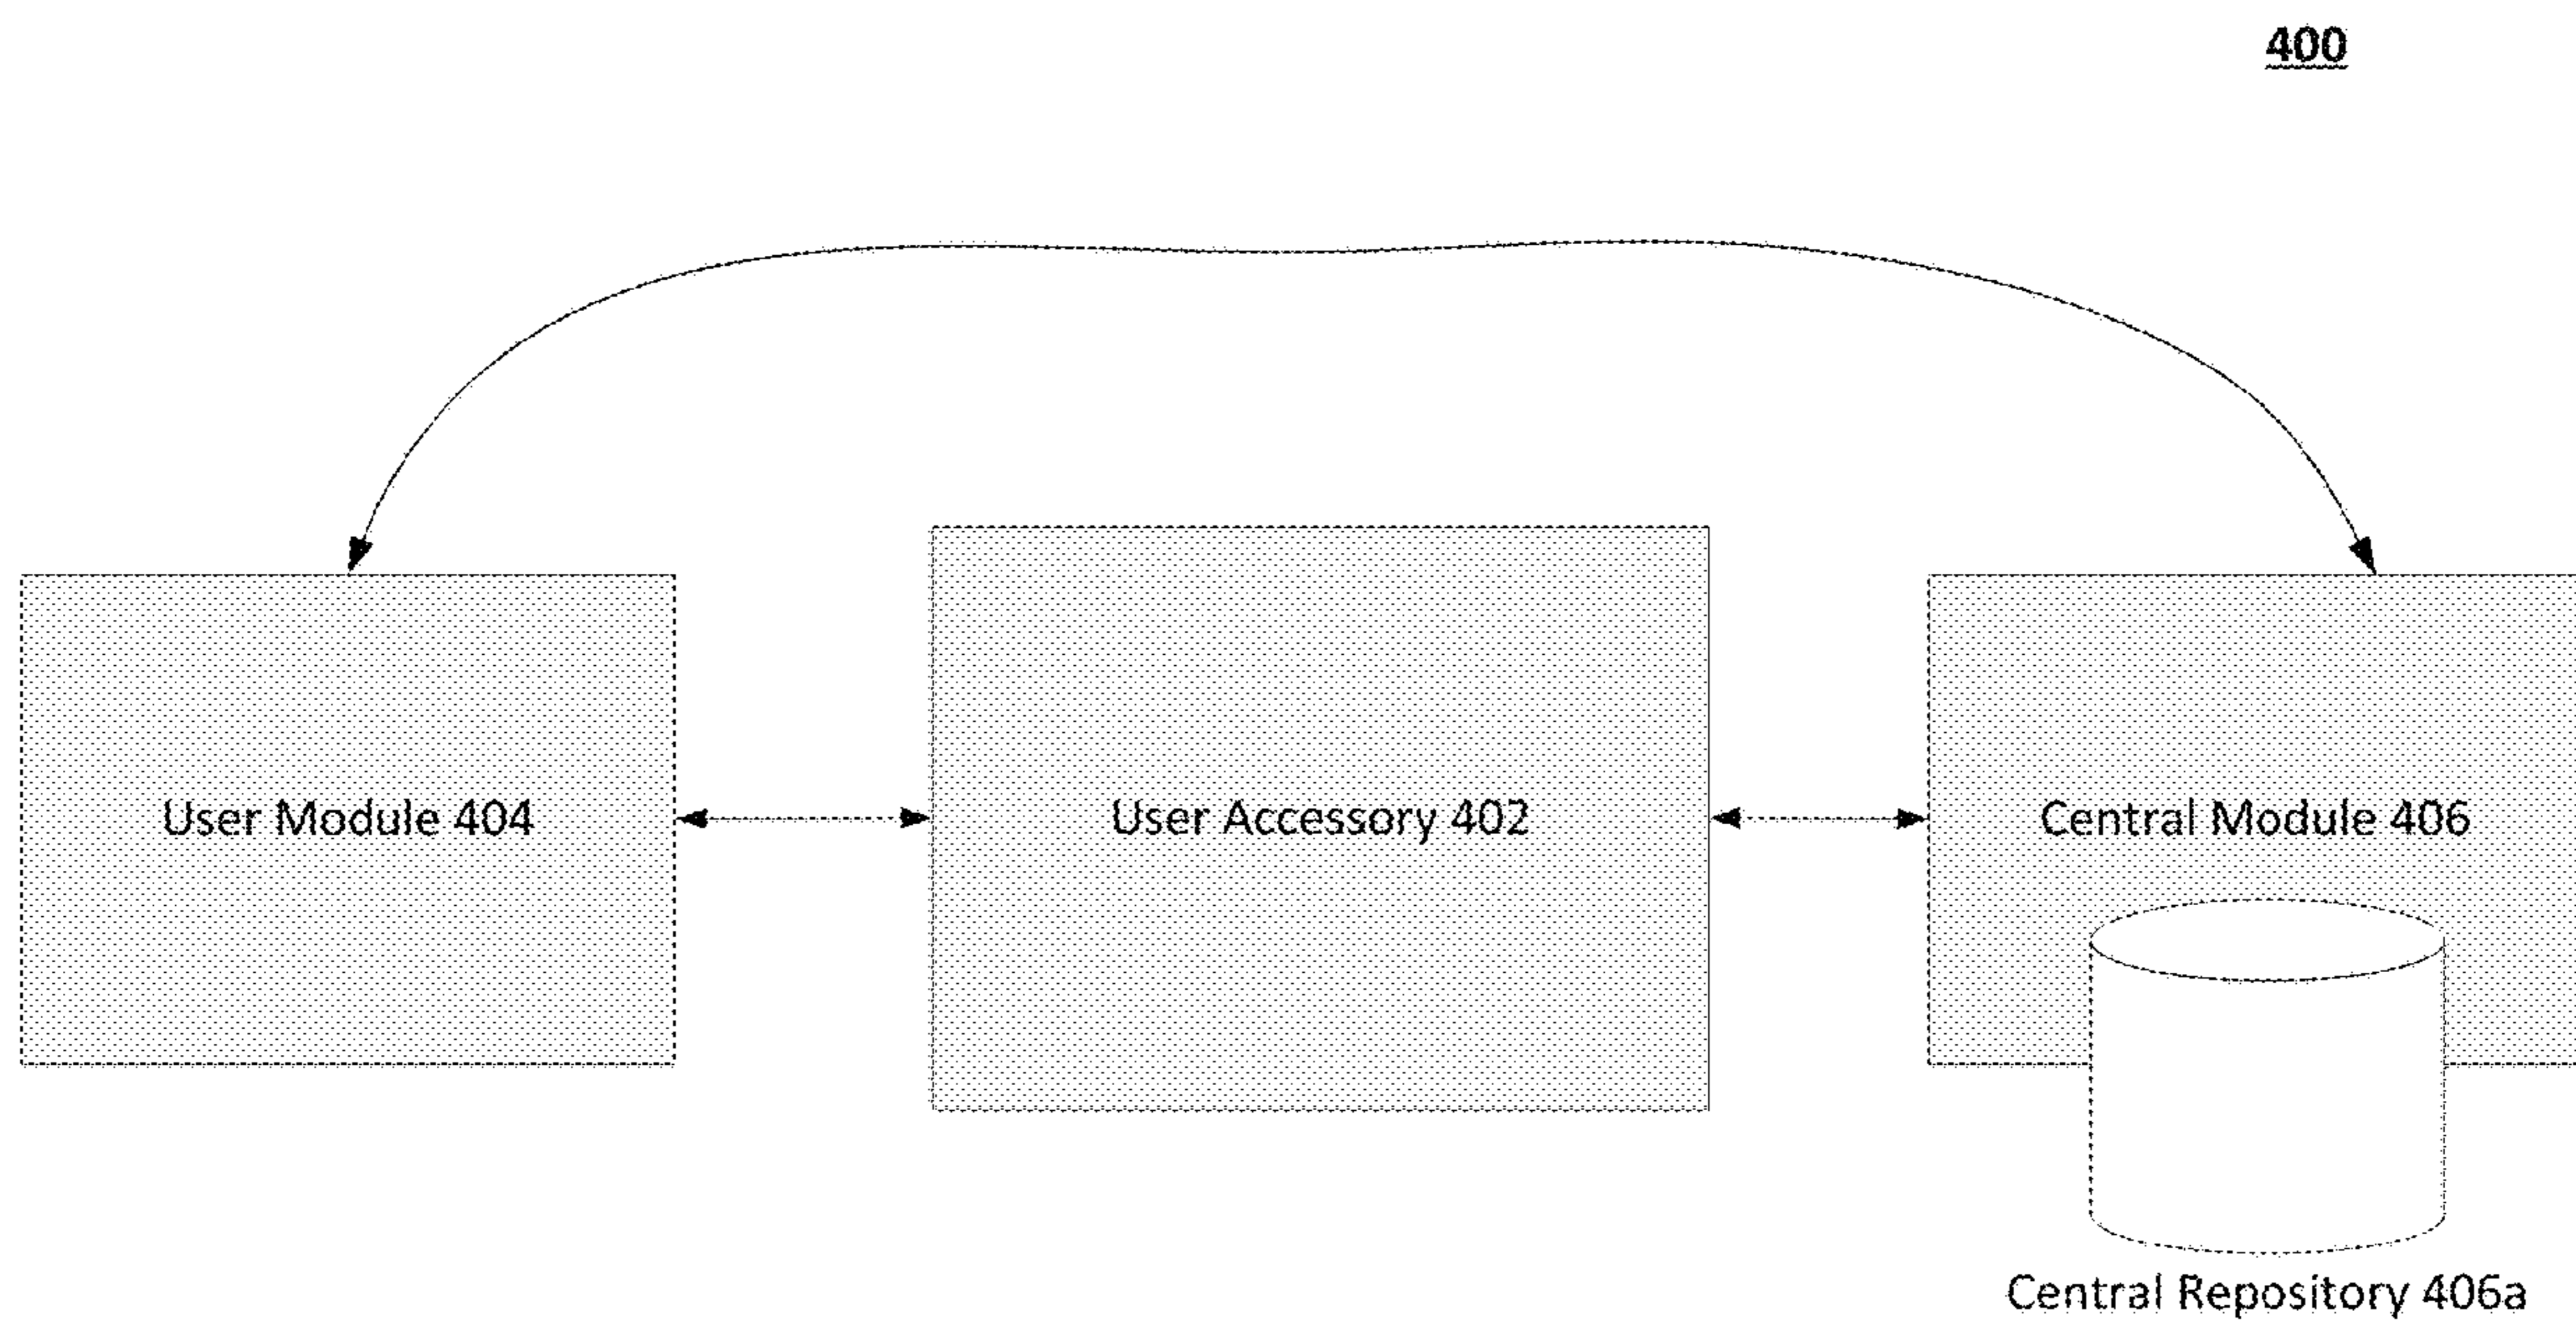 400
User Module 404
User Accessory 402
Central Module 406
Central Repository 406a